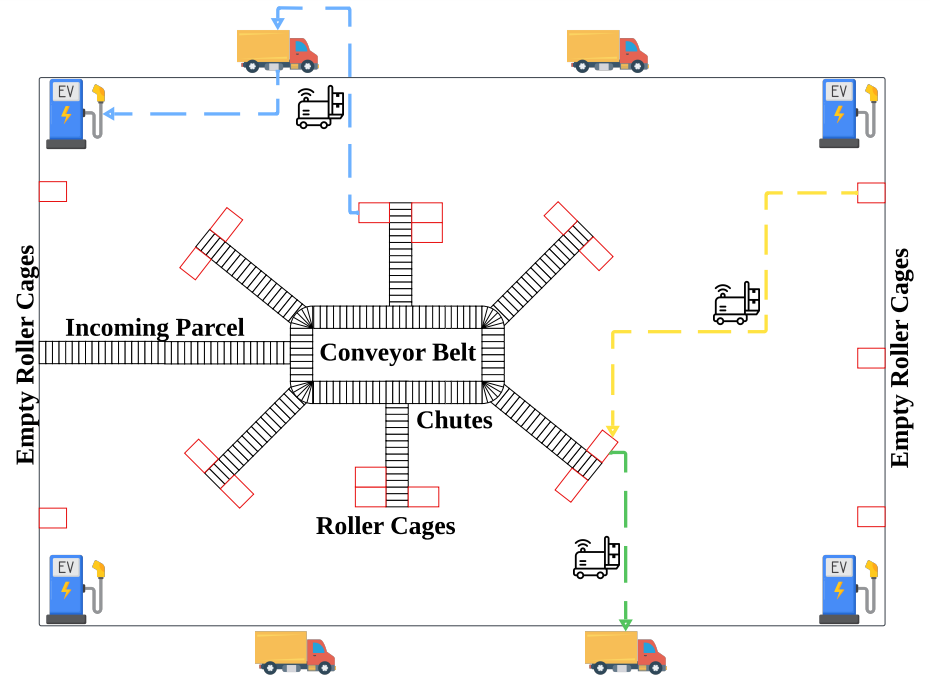 EV
EV
Empty Roller Cages
Incoming Parcel
Conveyor Belt
Chutes
Roller Cages
Empty Roller Cages
EV
EV